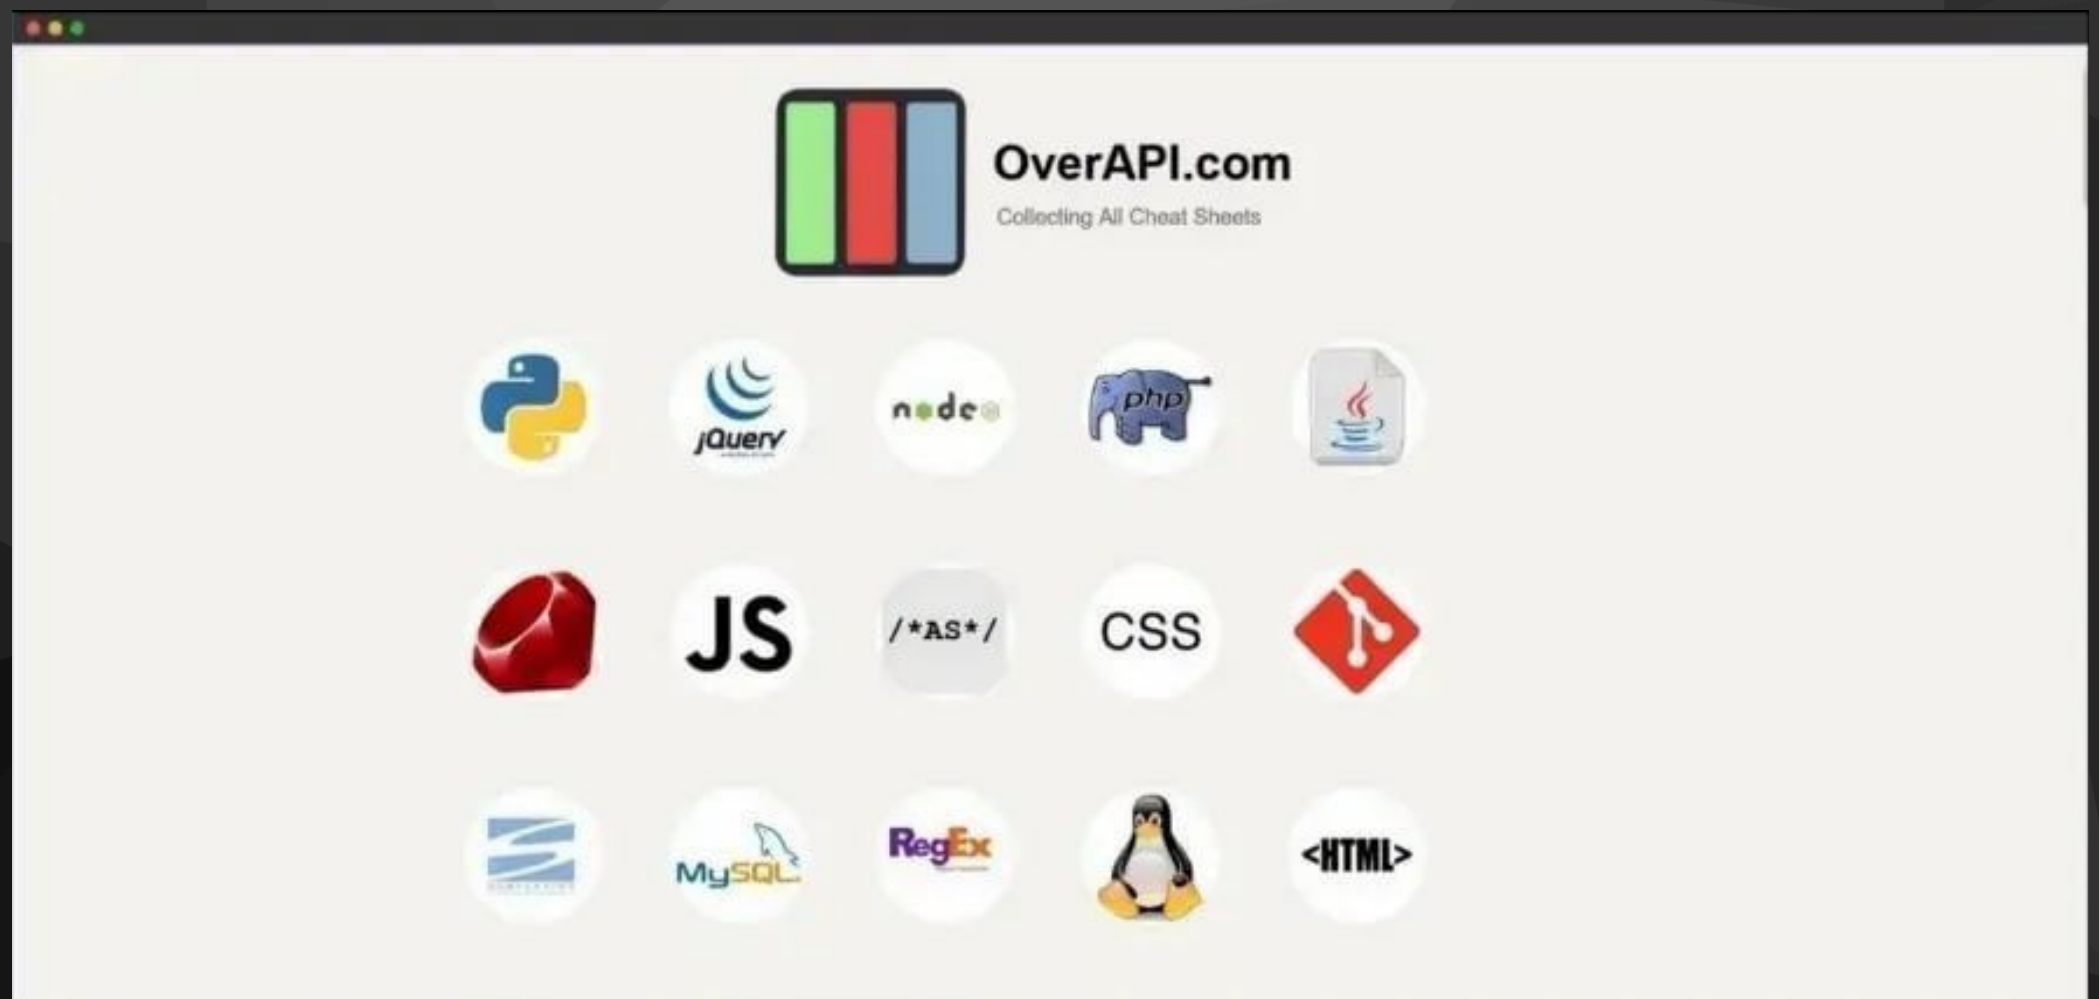 OverAPI.com
Collecting All Cheat Sheets
jQuery
node
php
JS
/*AS*/
CSS
MySQL
RegEx
<HTML>